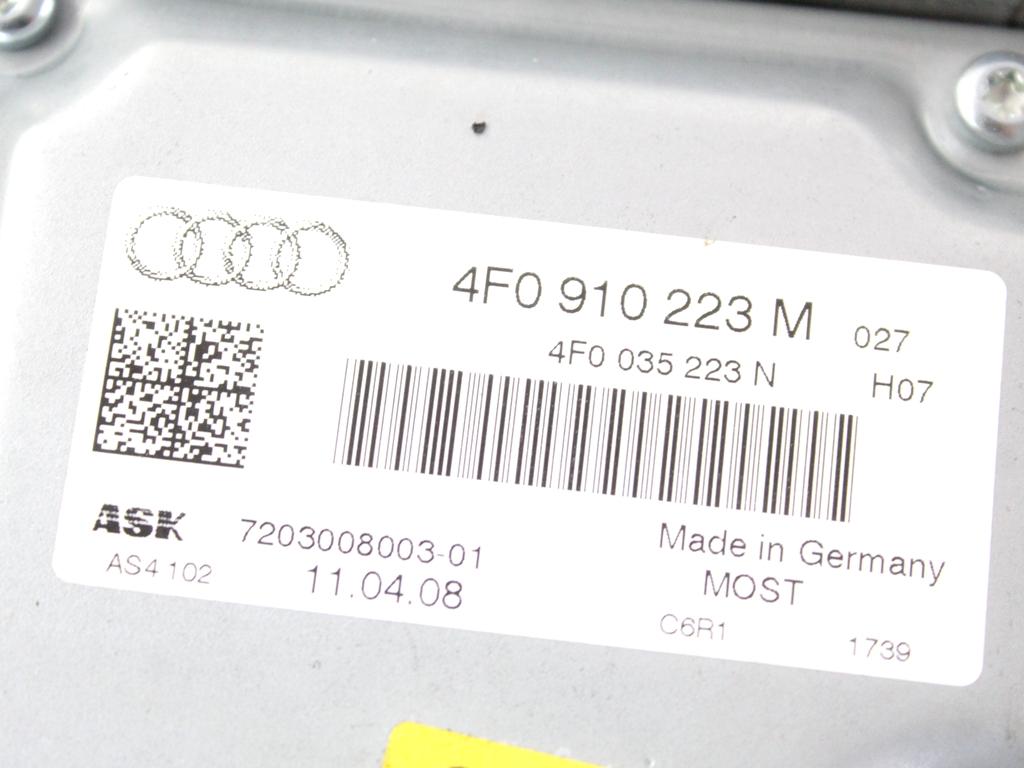 4F0 910 223 M 027
4F0 035 223 N H07
ASK 7203008003-01 Made in Germany
AS4 102 11.04.08 MOST
C6R1 1739